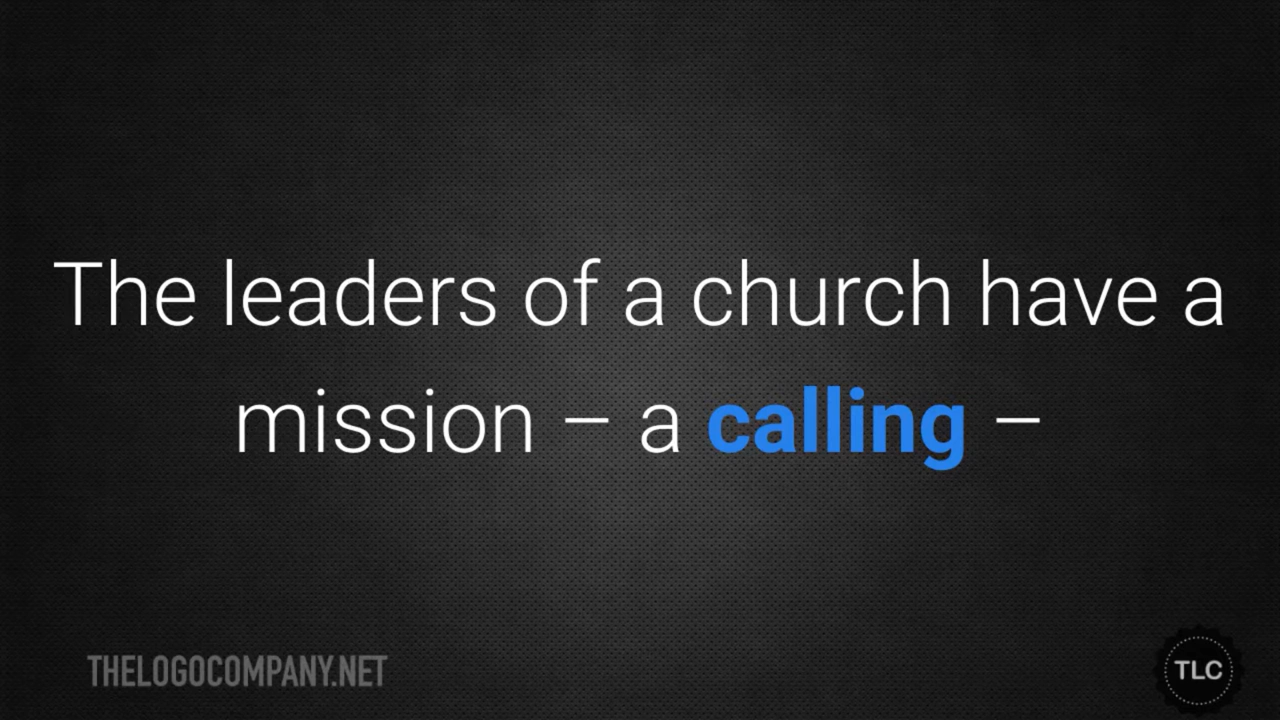 The leaders of a church have a
mission – a calling –
THELOGOCOMPANY.NET
TLC